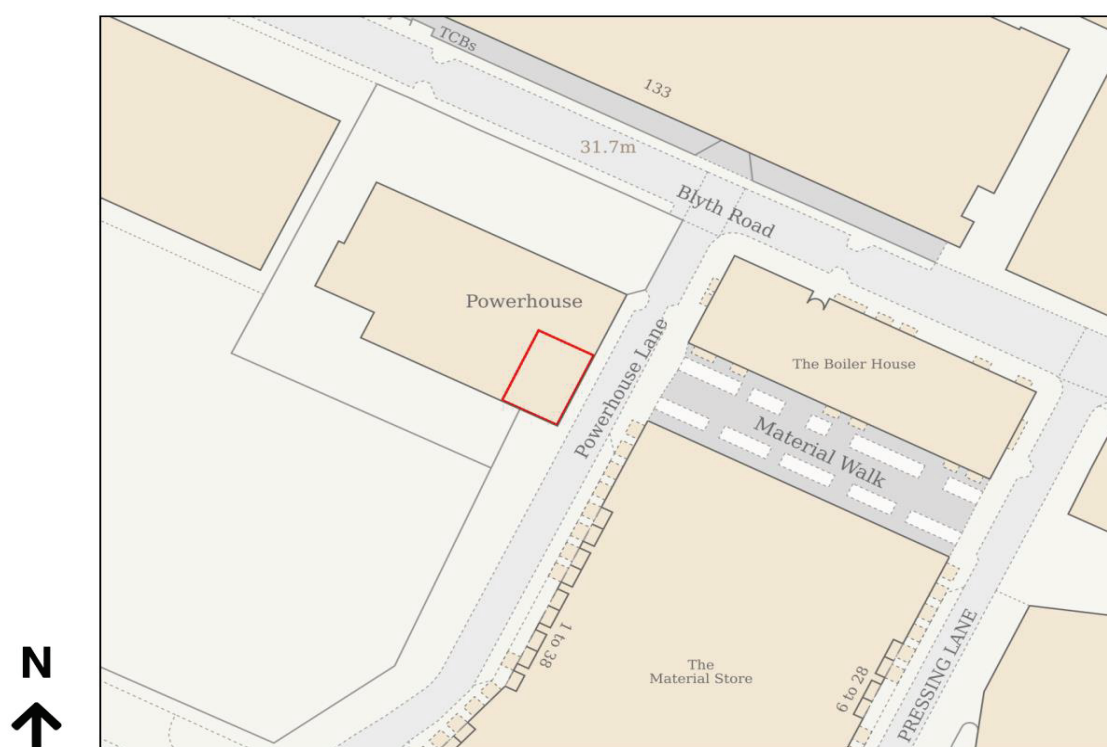 TCBs
133
31.7m
Blyth Road
Powerhouse
Powerhouse Lane
The Boiler House
Material Walk
1 to 38
The
Material Store
6 to 28
PRESSING LANE
N